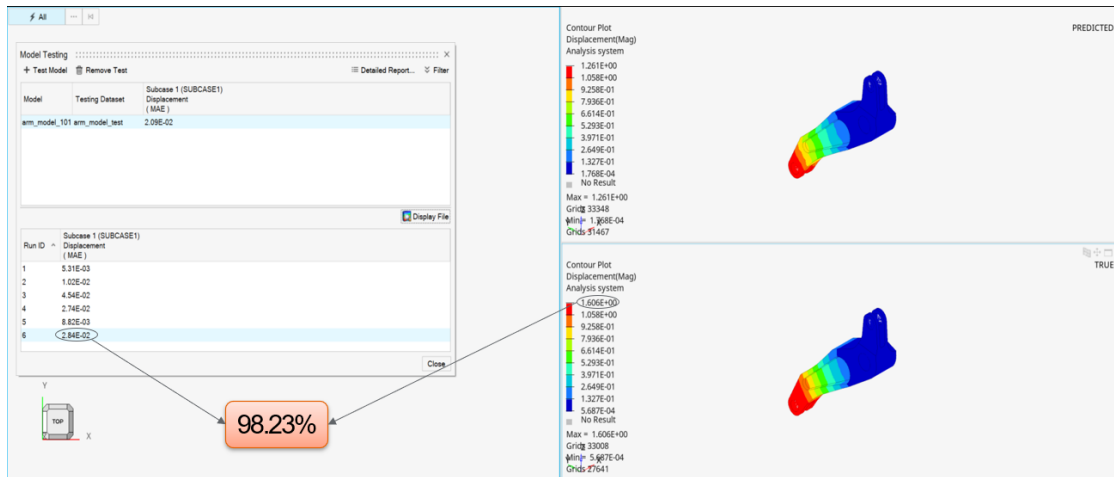 All
Model Testing
+ Test Model Remove Test Detailed Report... Filter
Model Testing Dataset Subcase 1 (SUBCASE1)
Displacement
( MAE )
arm_model_101 arm_model_test 2.09E-02
Display File
Run ID Subcase 1 (SUBCASE1)
Displacement
( MAE )
1 5.31E-03
2 1.02E-02
3 4.54E-02
4 2.74E-02
5 8.82E-03
6 2.84E-02
Close
98.23%
Y
TOP
X
Contour Plot
Displacement(Mag)
Analysis system
PREDICTED
1.261E+00
1.058E+00
9.258E-01
7.936E-01
6.614E-01
5.293E-01
3.971E-01
2.649E-01
1.327E-01
1.768E-04
No Result
Max = 1.261E+00
Grids 33348
Min = 1.768E-04
Grids 31467
Contour Plot
Displacement(Mag)
Analysis system
TRUE
1.606E+00
1.058E+00
9.258E-01
7.936E-01
6.614E-01
5.293E-01
3.971E-01
2.649E-01
1.327E-01
5.687E-04
No Result
Max = 1.606E+00
Grids 33008
Min = 5.687E-04
Grids 27641